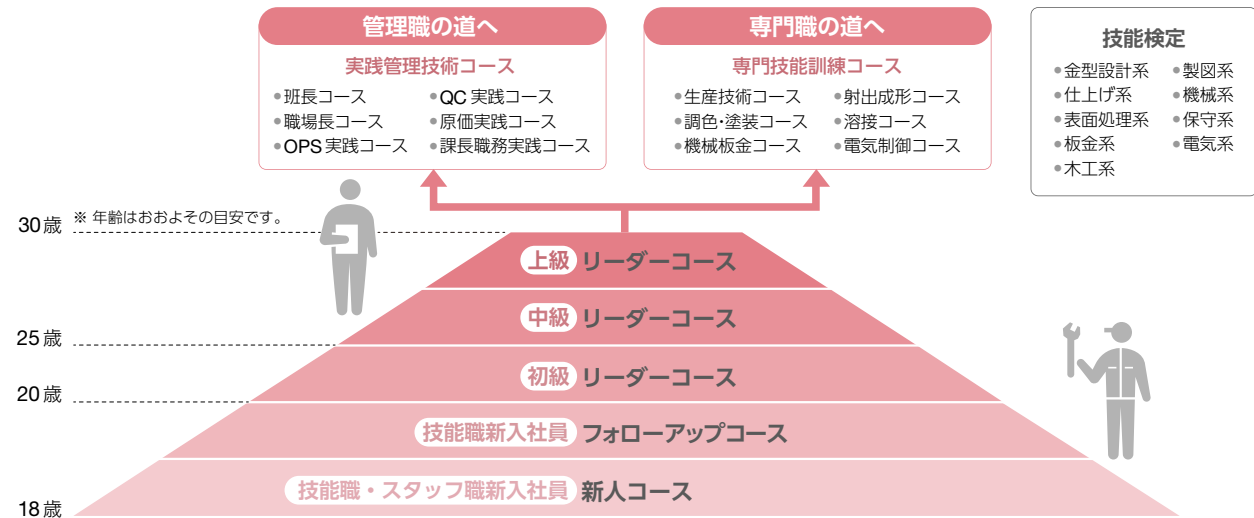 管理職の道へ
実践管理技術コース
•班長コース
•QC 実践コース
•職場長コース
•原価実践コース
•OPS 実践コース
•課長職務実践コース
専門職の道へ
専門技能訓練コース
•生産技術コース
•射出成形コース
•調色・塗装コース
•溶接コース
•機械板金コース
•電気制御コース
技能検定
•金型設計系
•製図系
•仕上げ系
•機械系
•表面処理系
•保守系
•板金系
•電気系
•木工系
30歳
※ 年齢はおおよその目安です。
上級 リーダーコース
中級 リーダーコース
25歳
初級 リーダーコース
20歳
技能職新入社員 フォローアップコース
技能職・スタッフ職新入社員 新人コース
18歳